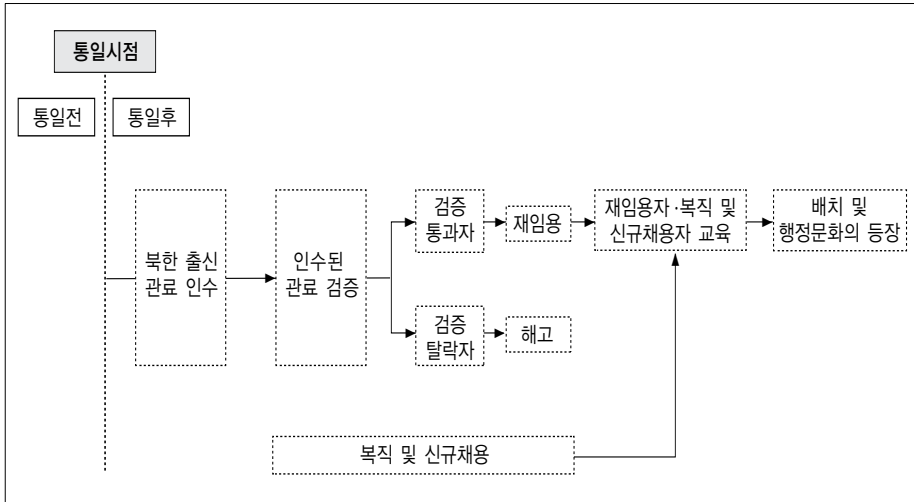 통일시점
통일전
통일후
북한 출신
관료 인수
인수된
관료 검증
검증
통과자
재임용
재임용자·복직 및
신규채용자 교육
배치 및
행정문화의 등장
검증
탈락자
해고
복직 및 신규채용